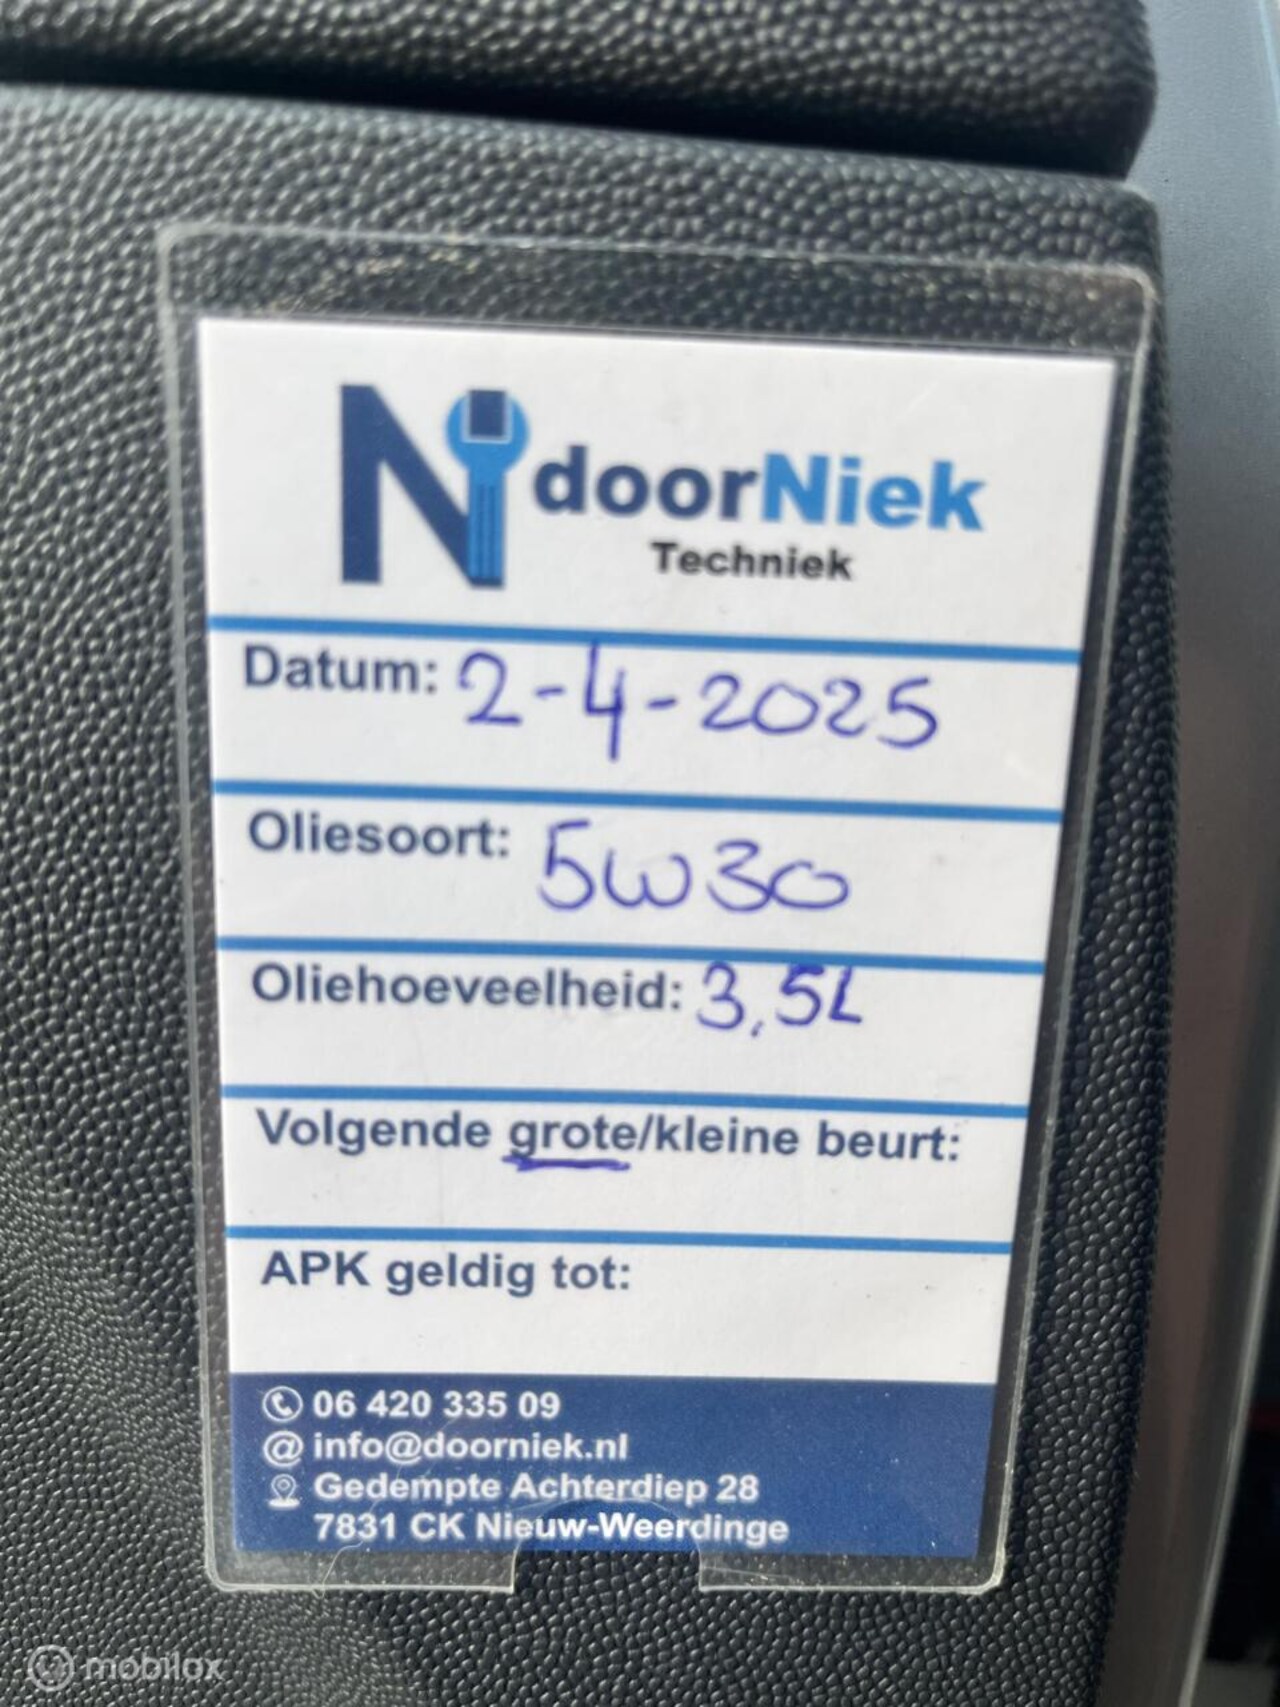 doorNiek
Techniek
Datum: 2-4-2025
Oliesoort: 5W30
Oliehoeveelheid: 3,5L
Volgende grote/kleine beurt:
APK geldig tot:
06 420 335 09
info@doorniek.nl
Gedempte Achterdiep 28
7831 CK Nieuw-Weerdinge
mobilox